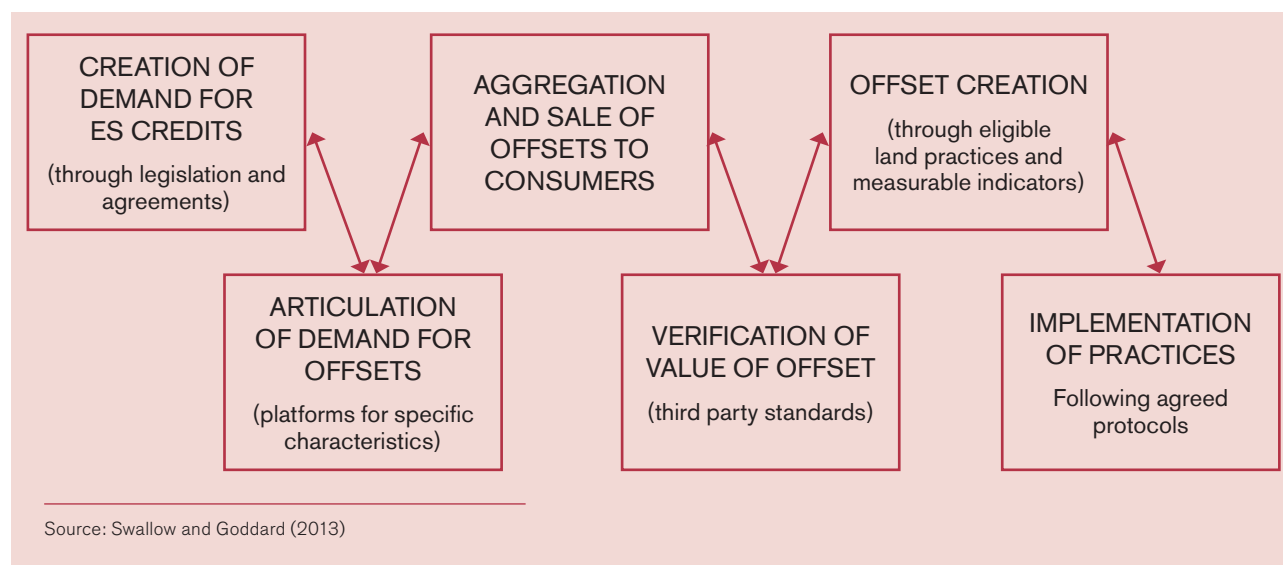 CREATION OF
DEMAND FOR
ES CREDITS
(through legislation and
agreements)
AGGREGATION
AND SALE OF
OFFSETS TO
CONSUMERS
OFFSET CREATION
(through eligible
land practices and
measurable indicators)
ARTICULATION
OF DEMAND FOR
OFFSETS
(platforms for specific
characteristics)
VERIFICATION OF
VALUE OF OFFSET
(third party standards)
IMPLEMENTATION
OF PRACTICES
Following agreed
protocols
Source: Swallow and Goddard (2013)